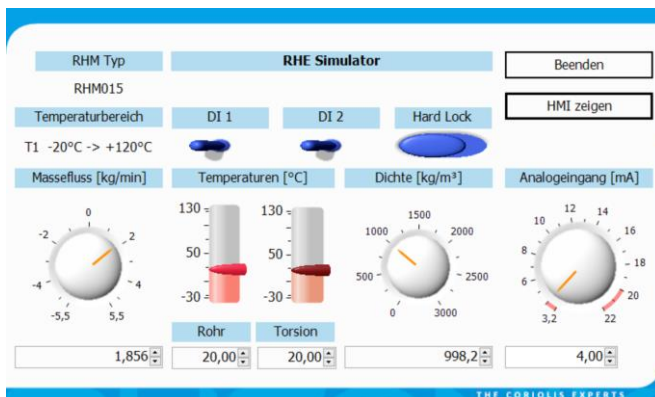 RHM Typ
RHE Simulator
Beenden
RHM015
HMI zeigen
Temperaturbereich
DI 1
DI 2
Hard Lock
T1 -20°C -> +120°C
Massefluss [kg/min]
Temperaturen [°C]
Dichte [kg/m³]
Analogeingang [mA]
0
-2
2
-4
4
-5,5
5,5
130
50
-30
130
50
-30
1500
1000
2000
500
2500
0
3000
12
10
14
8
16
6
18
20
3,2
22
Rohr
Torsion
1,856
20,00
20,00
998,2
4,00
THE CORIOLIS EXPERTS